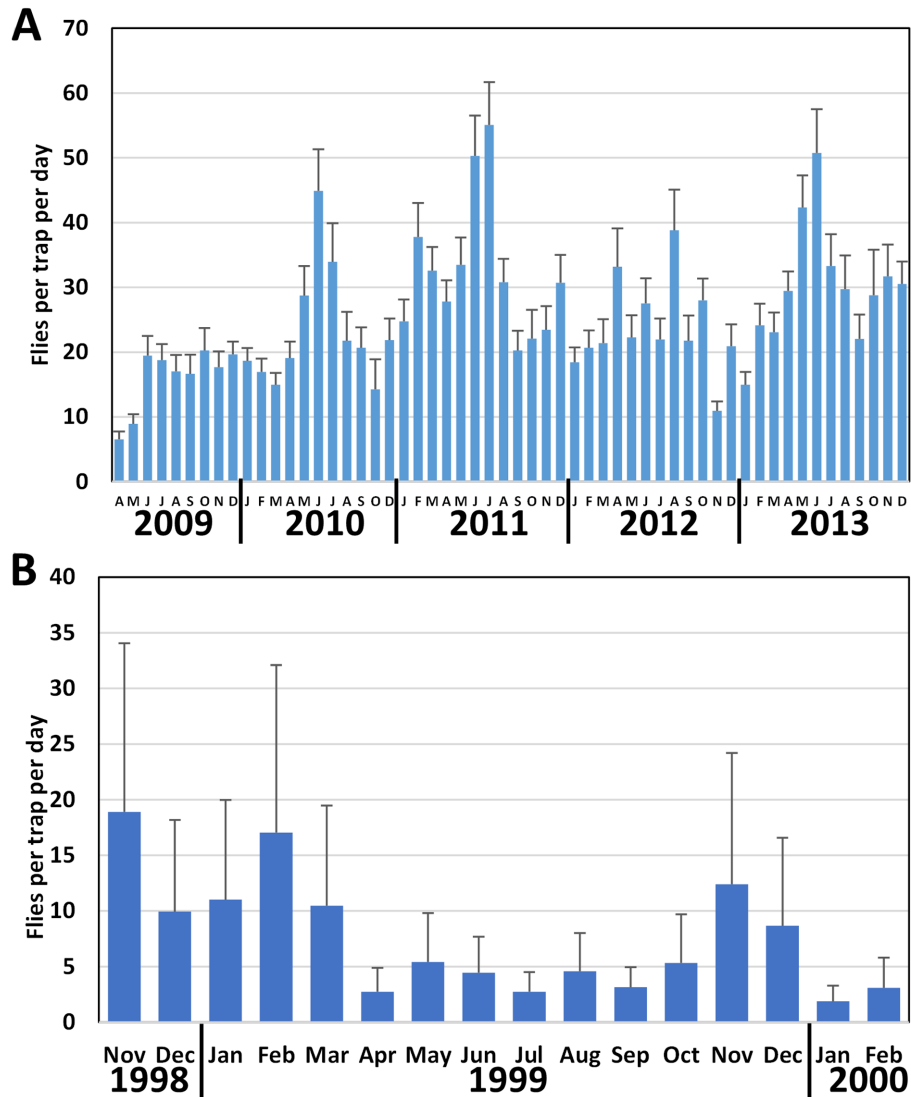 A
70
60
50
40
30
20
10
0
Flies per trap per day
A M J J A S O N D J F M A M J J A S O D J F M A M J J A S O N D J F M A M J J A S O N D J F M A M J J A S O N D
2009 2010 2011 2012 2013
B
40
35
30
25
20
15
10
5
0
Flies per trap per day
Nov Dec Jan Feb Mar Apr May Jun Jul Aug Sep Oct Nov Dec Jan Feb
1998 1999 2000